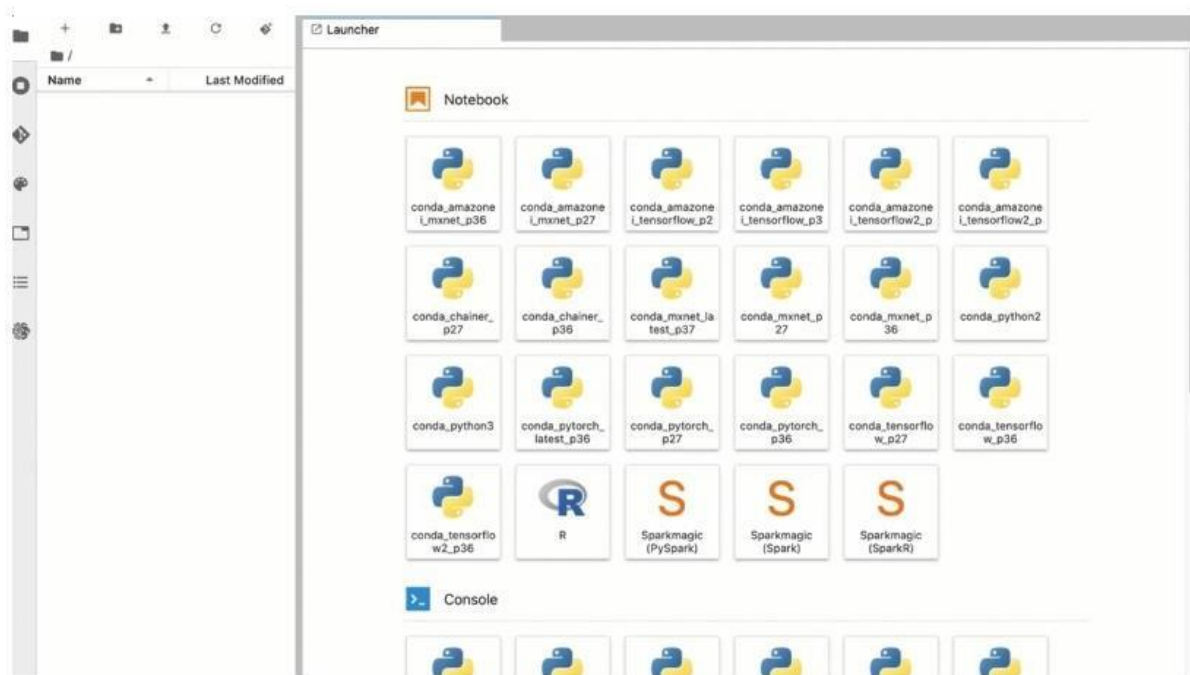 Launcher
/
Name Last Modified
Notebook
conda_amazone
i_mxnet_p36
conda_amazone
i_mxnet_p27
conda_amazone
i_tensorflow_p2
conda_amazone
i_tensorflow_p3
conda_amazone
i_tensorflow2_p
conda_amazone
i_tensorflow2_p
conda_chainer_
p27
conda_chainer_
p36
conda_mxnet_la
test_p37
conda_mxnet_p
27
conda_mxnet_p
36
conda_python2
conda_python3
conda_pytorch_
latest_p36
conda_pytorch_
p27
conda_pytorch_
p36
conda_tensorflo
w_p27
conda_tensorflo
w_p36
conda_tensorflo
w2_p36
R
Sparkmagic
(PySpark)
Sparkmagic
(Spark)
Sparkmagic
(SparkR)
Console